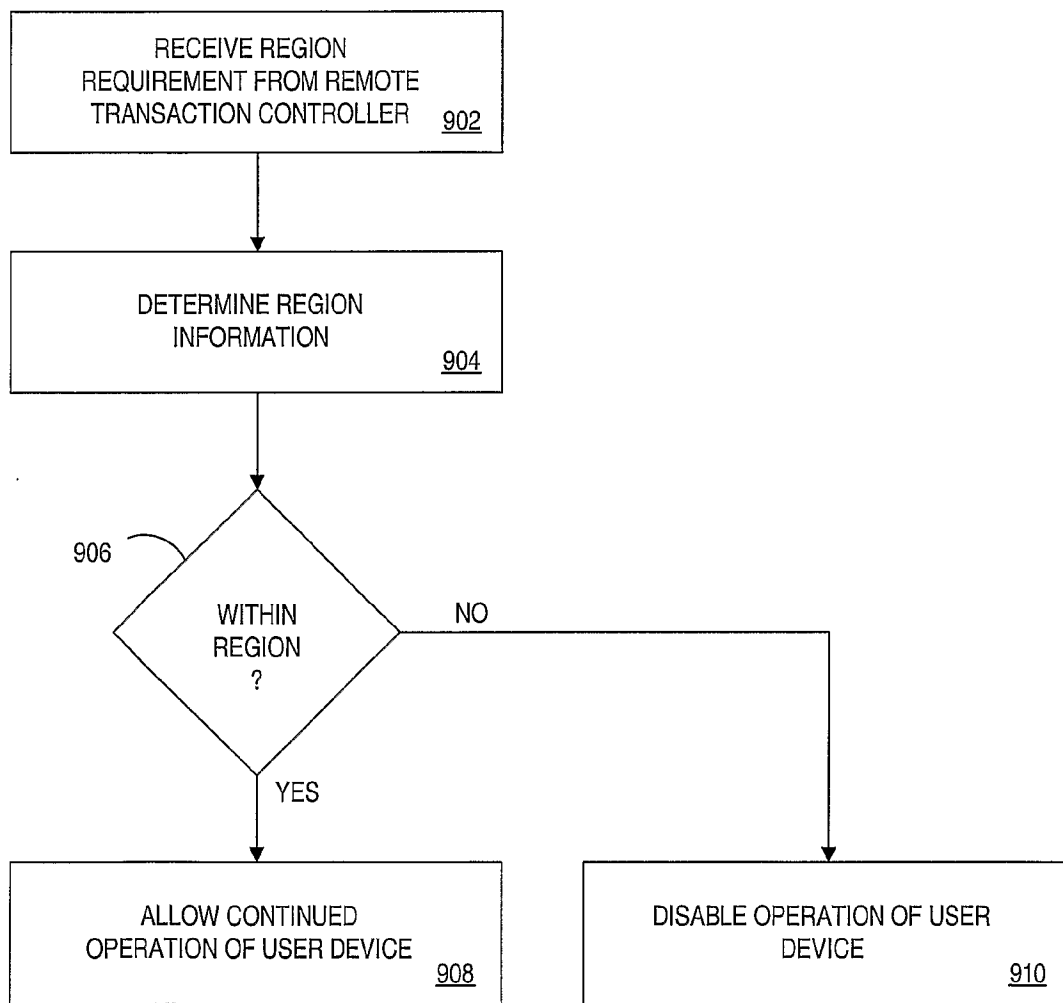 RECEIVE REGION
REQUIREMENT FROM REMOTE
TRANSACTION CONTROLLER
902
DETERMINE REGION
INFORMATION
904
906
WITHIN
REGION
?
NO
YES
ALLOW CONTINUED
OPERATION OF USER DEVICE
908
DISABLE OPERATION OF USER
DEVICE
910